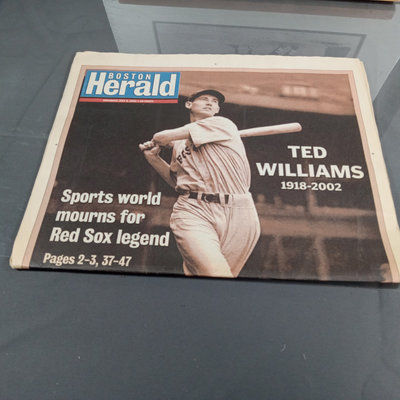 BOSTON
Herald
TED
WILLIAMS
1918-2002
Sports world
mourns for
Red Sox legend
Pages 2-3, 37-47